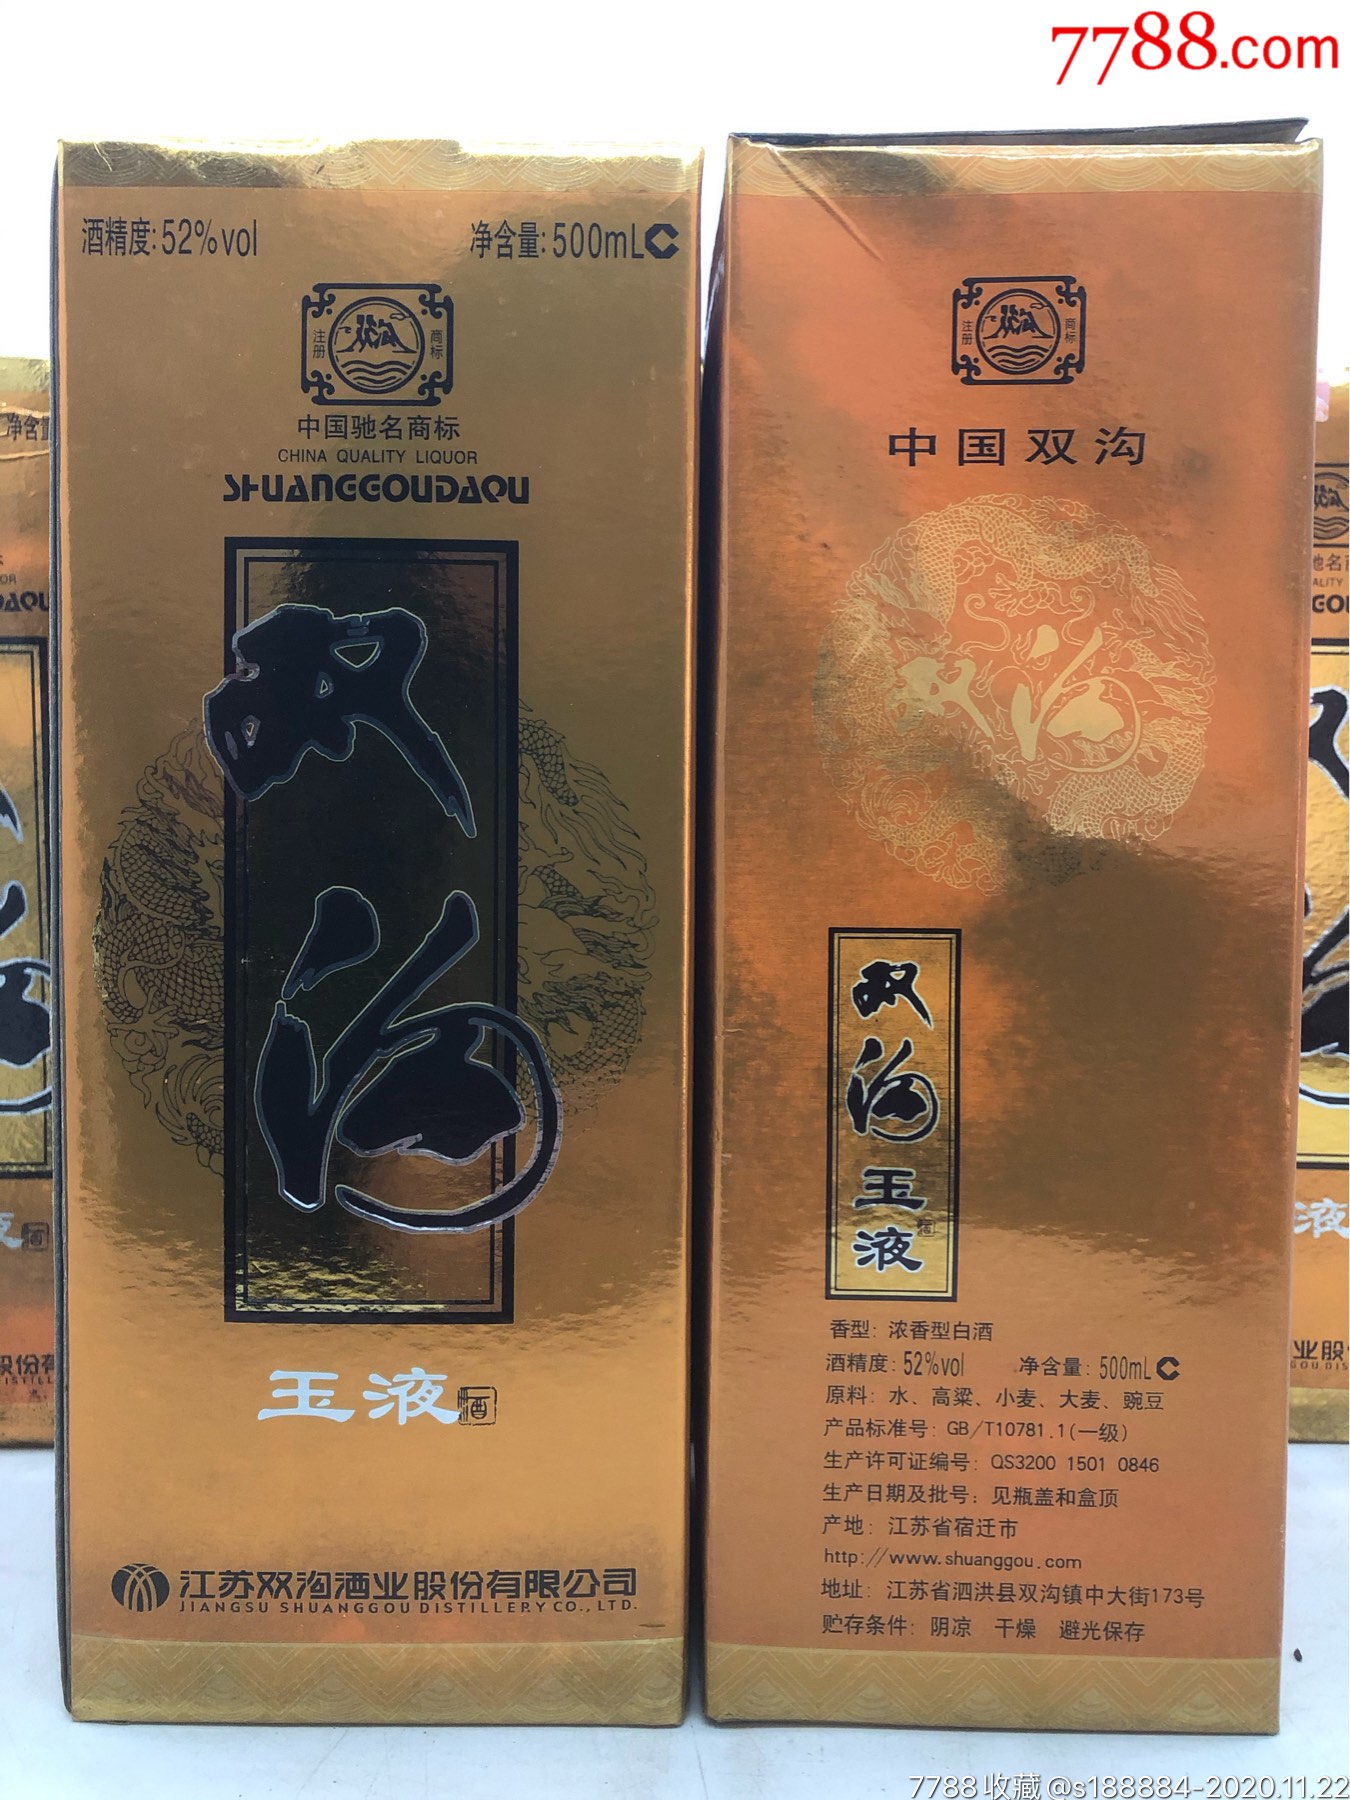 7788.com
酒精度:52%vol
净含量:500mL C
注册
商标
双沟
中国驰名商标
CHINA QUALITY LIQUOR
SHUANGGOUDAQU
双沟
玉液
酒
江苏双沟酒业股份有限公司
JIANGSU SHUANGGOU DISTILLERY CO., LTD.
注册
商标
双沟
中国双沟
双沟
双沟玉液
酒
香型: 浓香型白酒
酒精度: 52%vol 净含量: 500mL C
原料: 水、高粱、小麦、大麦、豌豆
产品标准号: GB/T10781.1(一级)
生产许可证编号: QS3200 1501 0846
生产日期及批号: 见瓶盖和盒顶
产地: 江苏省宿迁市
http://www.shuanggou.com
地址: 江苏省泗洪县双沟镇中大街173号
贮存条件: 阴凉 干燥 避光保存
净含量
液酒
7788收藏@s188884-2020.11.22